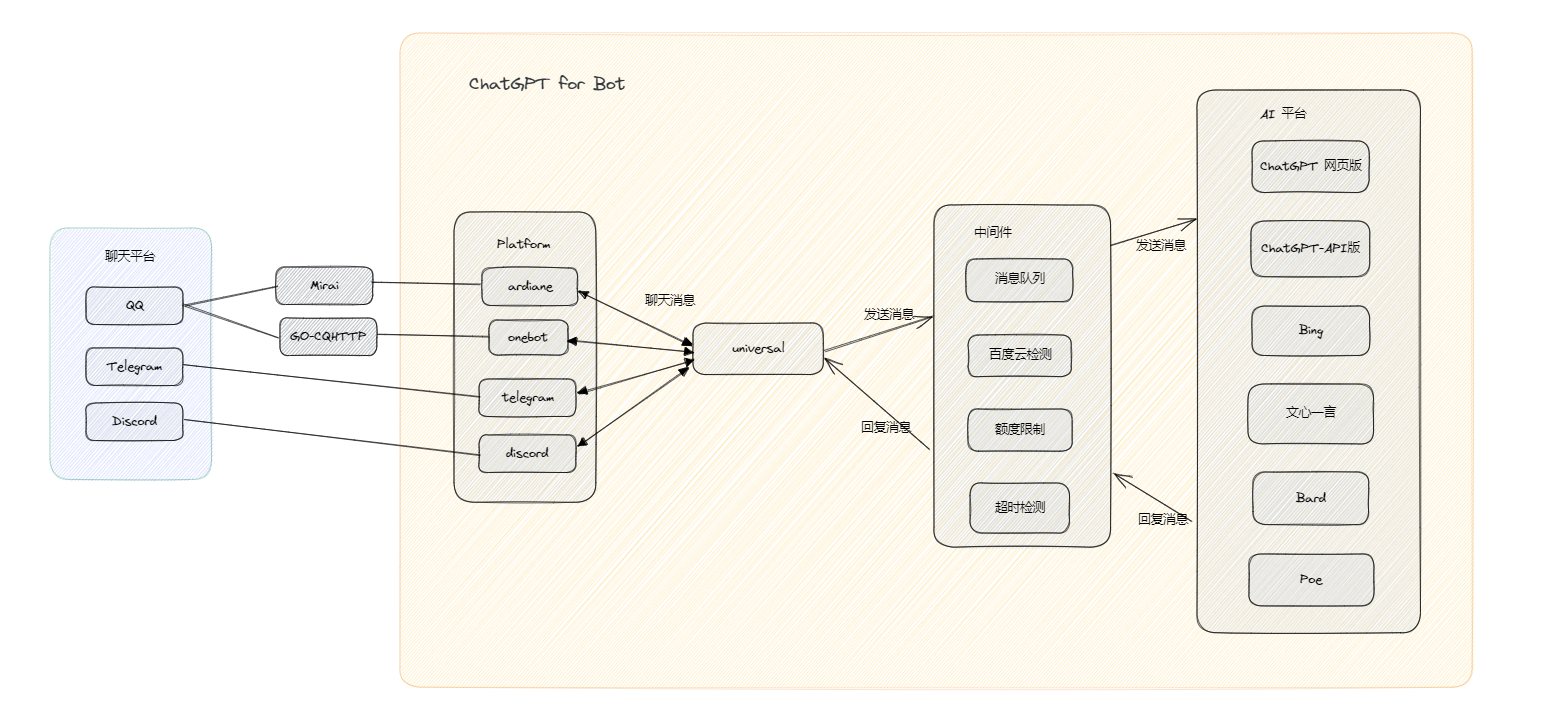 ChatGPT for Bot
聊天平台
QQ
Telegram
Discord
Mirai
GO-CQHTTP
Platform
ardiane
onebot
telegram
discord
聊天消息
universal
发送消息
回复消息
中间件
消息队列
百度云检测
额度限制
超时检测
发送消息
回复消息
AI 平台
ChatGPT 网页版
ChatGPT-API版
Bing
文心一言
Bard
Poe